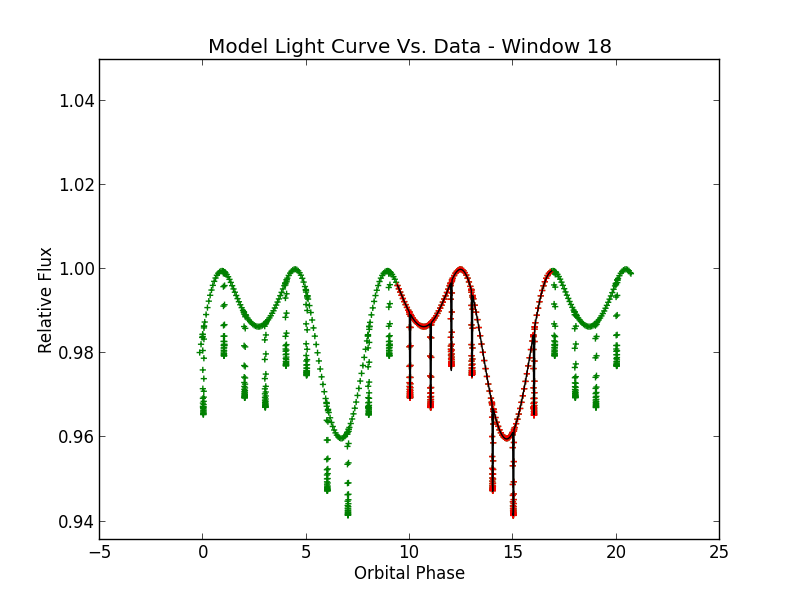 Model Light Curve Vs. Data - Window 18
1.04
1.02
1.00
0.98
0.96
0.94
Relative Flux
−5 0 5 10 15 20 25
Orbital Phase